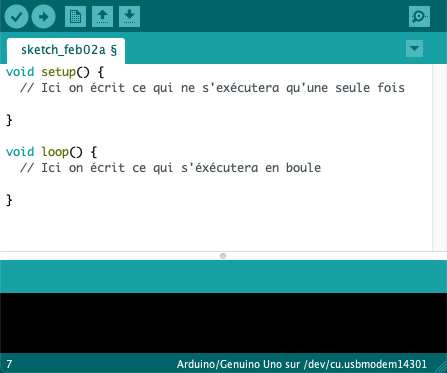 sketch_feb02a §
void setup() {
// Ici on écrit ce qui ne s'exécutera qu'une seule fois
}
void loop() {
// Ici on écrit ce qui s'éxécutera en boule
}
7
Arduino/Genuino Uno sur /dev/cu.usbmodem14301